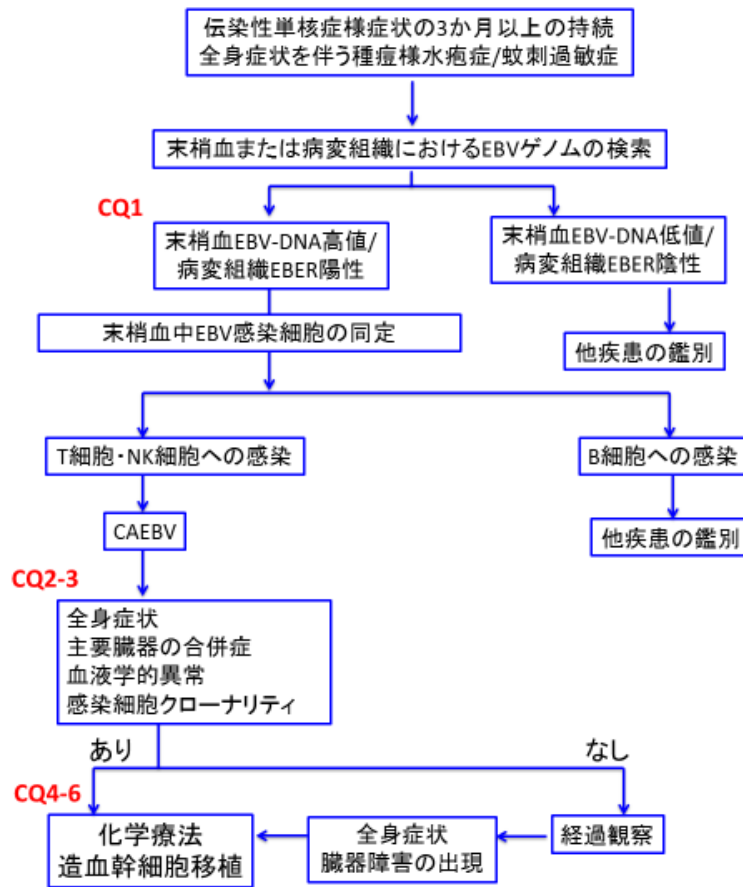 伝染性単核症様症状の3か月以上の持続
全身症状を伴う種痘様水疱症/蚊刺過敏症
末梢血または病変組織におけるEBVゲノムの検索
CQ1
末梢血EBV-DNA高値/
病変組織EBER陽性
末梢血EBV-DNA低値/
病変組織EBER陰性
末梢血中EBV感染細胞の同定
他疾患の鑑別
T細胞・NK細胞への感染
B細胞への感染
CAEBV
他疾患の鑑別
CQ2-3
全身症状
主要臓器の合併症
血液学的異常
感染細胞クローナリティ
あり
なし
CQ4-6
化学療法
造血幹細胞移植
全身症状
臓器障害の出現
経過観察